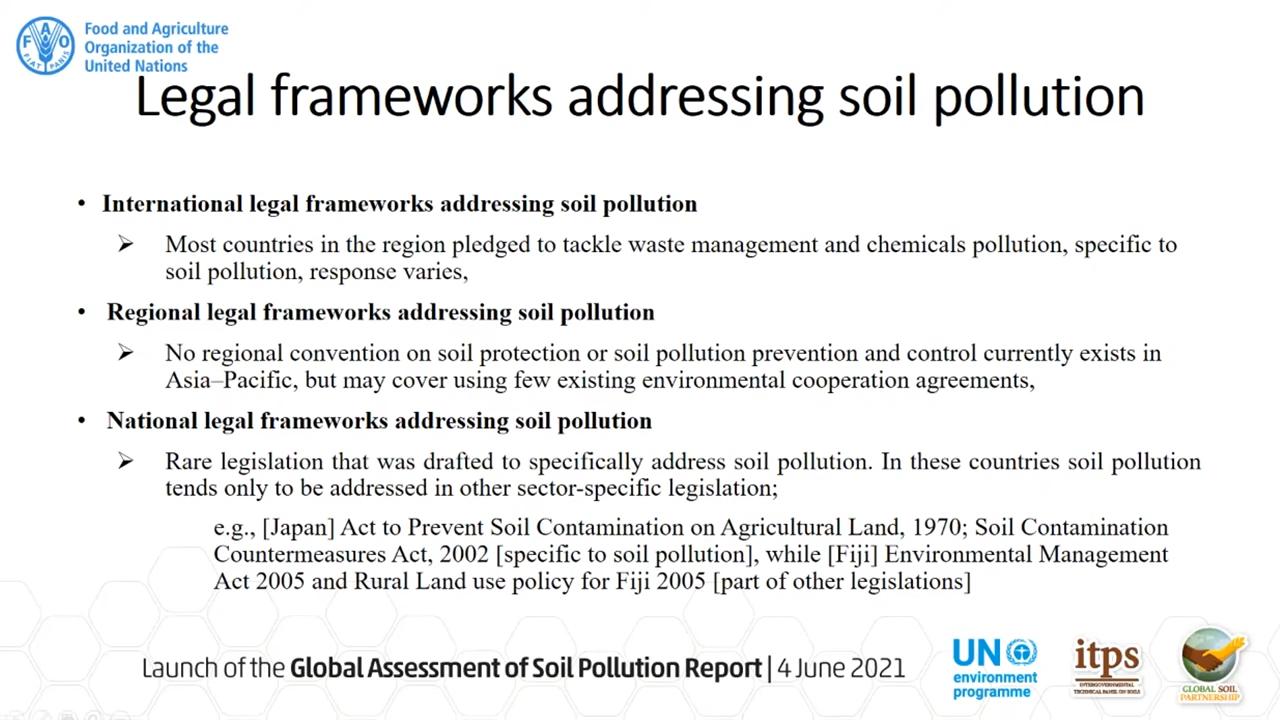 Food and Agriculture
Organization of the
United Nations
F A O
FIAT PANIS
Legal frameworks addressing soil pollution
• International legal frameworks addressing soil pollution
➢ Most countries in the region pledged to tackle waste management and chemicals pollution, specific to
soil pollution, response varies,
• Regional legal frameworks addressing soil pollution
➢ No regional convention on soil protection or soil pollution prevention and control currently exists in
Asia–Pacific, but may cover using few existing environmental cooperation agreements,
• National legal frameworks addressing soil pollution
➢ Rare legislation that was drafted to specifically address soil pollution. In these countries soil pollution
tends only to be addressed in other sector-specific legislation;
e.g., [Japan] Act to Prevent Soil Contamination on Agricultural Land, 1970; Soil Contamination
Countermeasures Act, 2002 [specific to soil pollution], while [Fiji] Environmental Management
Act 2005 and Rural Land use policy for Fiji 2005 [part of other legislations]
Launch of the Global Assessment of Soil Pollution Report | 4 June 2021
UN
environment
programme
itps
INTERGOVERNMENTAL
TECHNICAL PANEL ON SOILS
GLOBAL SOIL
PARTNERSHIP